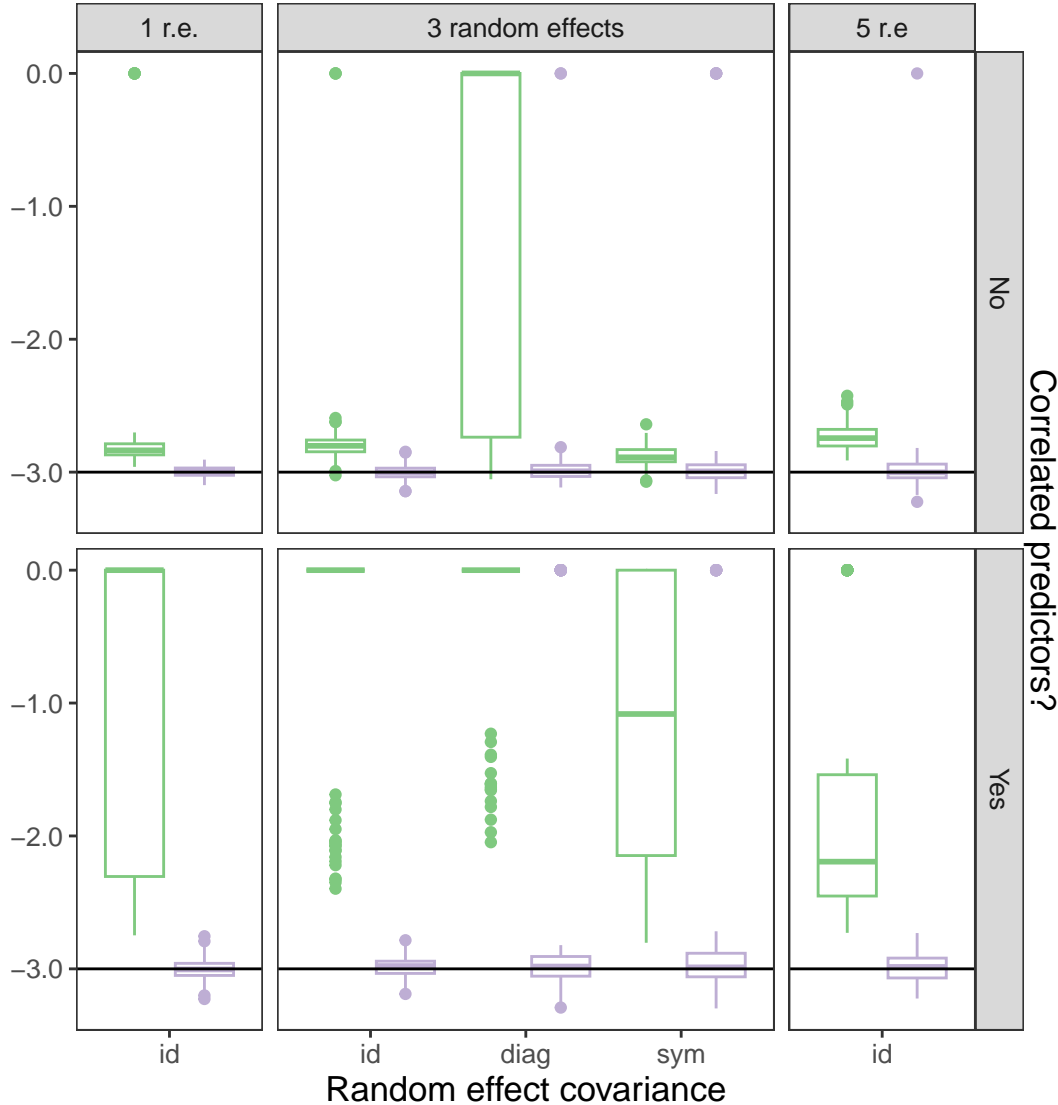 1 r.e.
3 random effects
5 r.e
0.0
−1.0
−2.0
−3.0
No
0.0
−1.0
−2.0
−3.0
Yes
Correlated predictors?
id
id
diag
sym
id
Random effect covariance